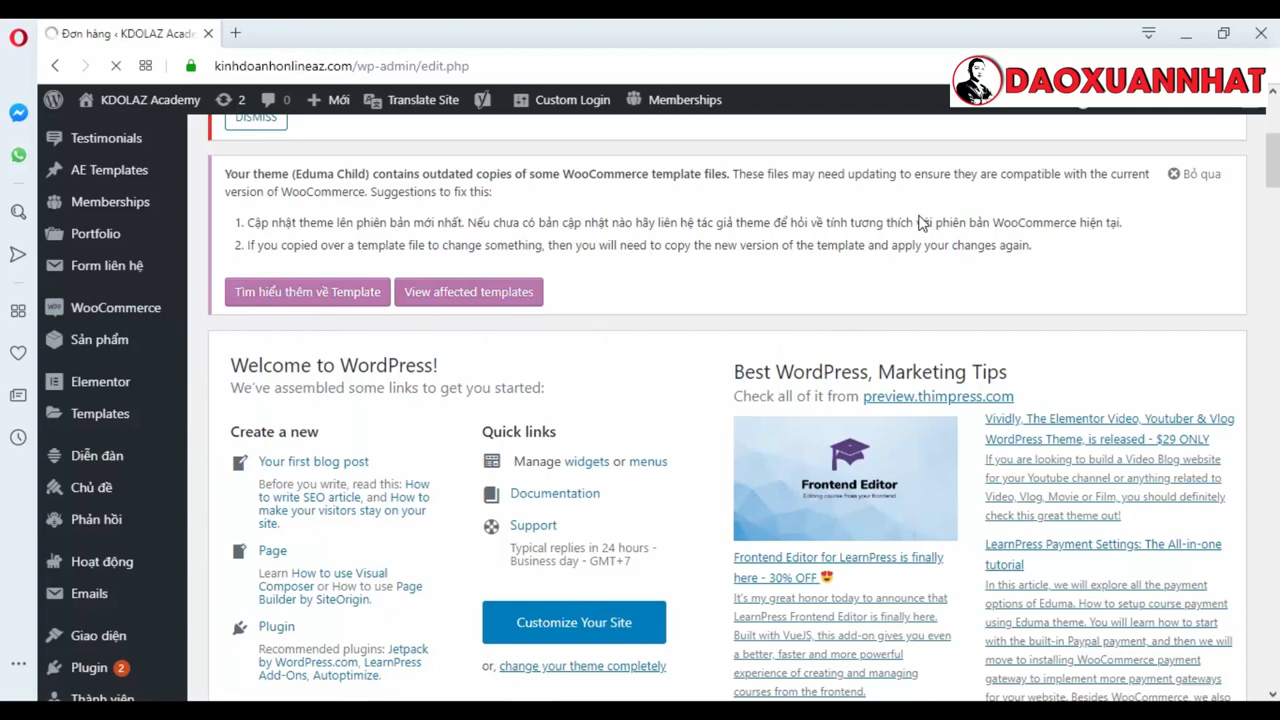 Đơn hàng ‹ KDOLAZ Acade
kinhdoanhonlineaz.com/wp-admin/edit.php
DAOXUANNHAT
KDOLAZ Academy
2
0
Mới
Translate Site
Custom Login
Memberships
Testimonials
AE Templates
Memberships
Portfolio
Form liên hệ
WooCommerce
Sản phẩm
Elementor
Templates
Diễn đàn
Chủ đề
Phản hồi
Hoạt động
Emails
Giao diện
Plugin 2
Thành viên
DISMISS
Your theme (Eduma Child) contains outdated copies of some WooCommerce template files. These files may need updating to ensure they are compatible with the current
version of WooCommerce. Suggestions to fix this:
Bỏ qua
1. Cập nhật theme lên phiên bản mới nhất. Nếu chưa có bản cập nhật nào hãy liên hệ tác giả theme để hỏi về tính tương thích với phiên bản WooCommerce hiện tại.
2. If you copied over a template file to change something, then you will need to copy the new version of the template and apply your changes again.
Tìm hiểu thêm về Template
View affected templates
Welcome to WordPress!
We've assembled some links to get you started:
Create a new
Your first blog post
Before you write, read this: How
to write SEO article, and How to
make your visitors stay on your
site.
Page
Learn How to use Visual
Composer or How to use Page
Builder by SiteOrigin.
Plugin
Recommended plugins: Jetpack
by WordPress.com, LearnPress
Add-Ons, Autoptimize.
Quick links
Manage widgets or menus
Documentation
Support
Typical replies in 24 hours -
Business day - GMT+7
Customize Your Site
or, change your theme completely
Best WordPress, Marketing Tips
Check all of it from preview.thimpress.com
Frontend Editor
Editing course from your frontend
Frontend Editor for LearnPress is finally
here - 30% OFF 😍
It's my great honor today to announce that
LearnPress Frontend Editor is finally here.
Built with VueJS, this add-on gives you even
a better, faster and more powerful
experience of creating and managing
courses from the frontend.
Vividly, The Elementor Video, Youtuber & Vlog
WordPress Theme, is released - $29 ONLY
If you are looking to build a Video Blog website
for your Youtube channel or anything related to
Video, Vlog, Movie or Film, you should definitely
check this great theme out!
LearnPress Payment Settings: The All-in-one
tutorial
In this article, we will explore all the payment
options of Eduma. How to setup course payment
using Eduma theme. You will learn how to start
with the built-in Paypal payment, and then we will
move to installing WooCommerce payment
gateway to implement more payment gateways
for your website. Besides WooCommerce, we also